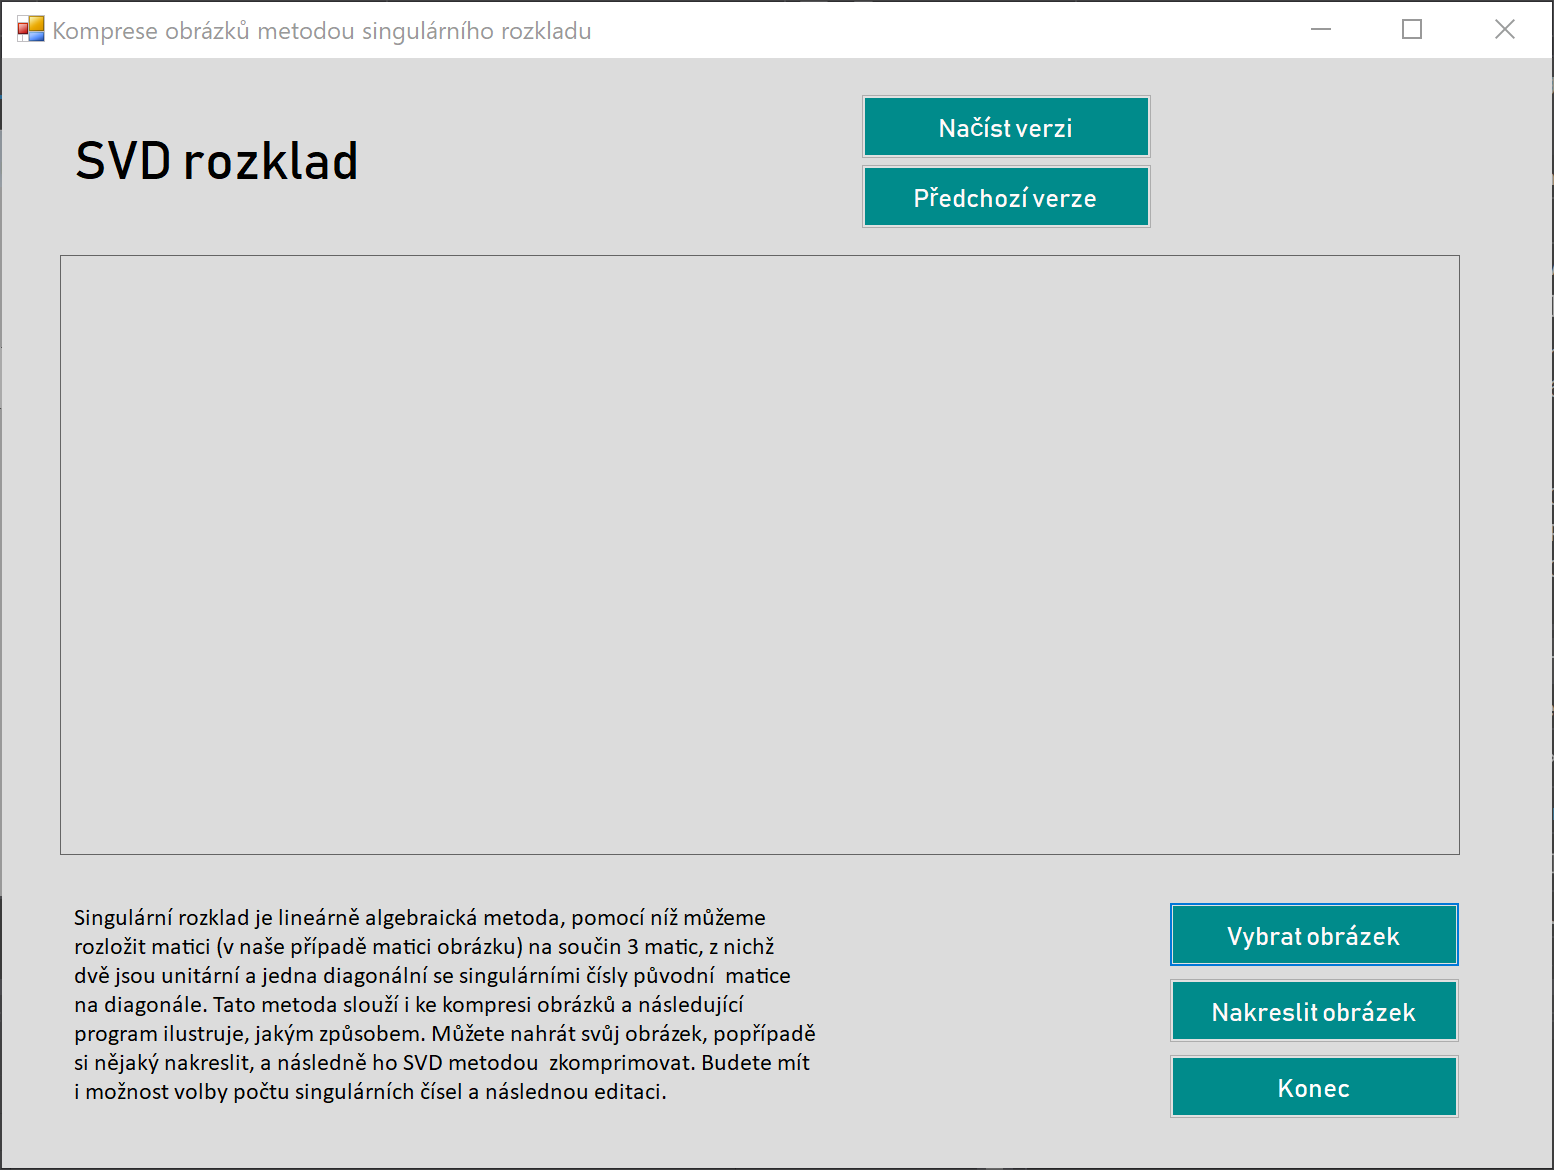 Komprese obrázků metodou singulárního rozkladu
SVD rozklad
Načíst verzi
Předchozí verze
Singulární rozklad je lineárně algebraická metoda, pomocí níž můžeme
rozložit matici (v naše případě matici obrázku) na součin 3 matic, z nichž
dvě jsou unitární a jedna diagonální se singulárními čísly původní  matice
na diagonále. Tato metoda slouží i ke kompresi obrázků a následující
program ilustruje, jakým způsobem. Můžete nahrát svůj obrázek, popřípadě
si nějaký nakreslit, a následně ho SVD metodou  zkomprimovat. Budete mít
i možnost volby počtu singulárních čísel a následnou editaci.
Vybrat obrázek
Nakreslit obrázek
Konec